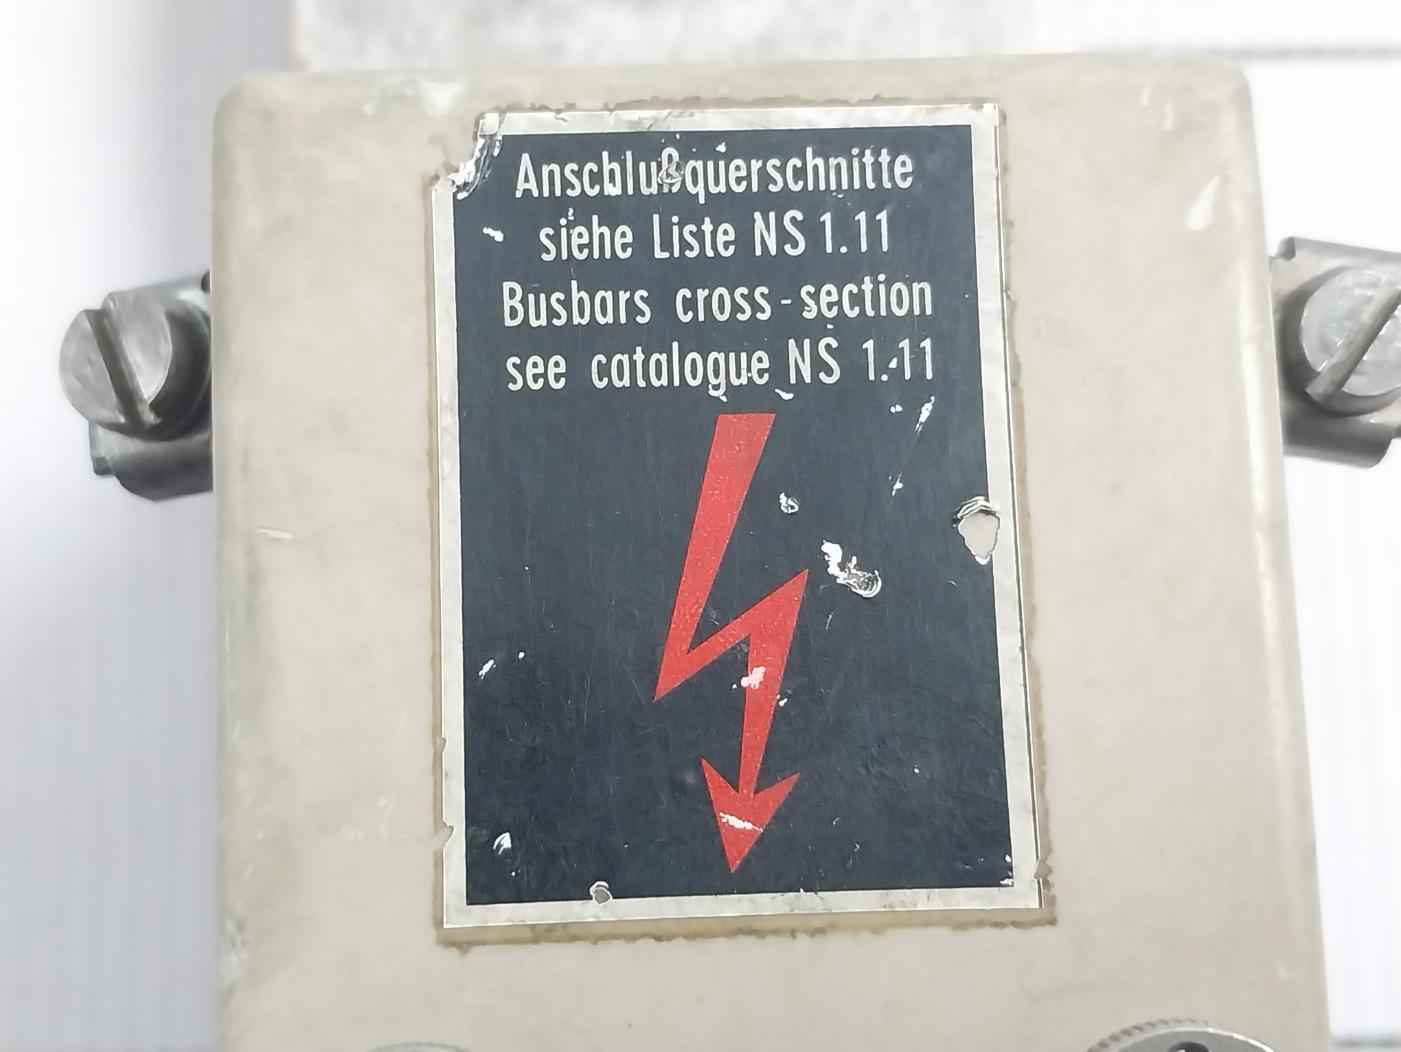 Anschlußquerschnitte
siehe Liste NS 1.11
Busbars cross-section
see catalogue NS 1.11